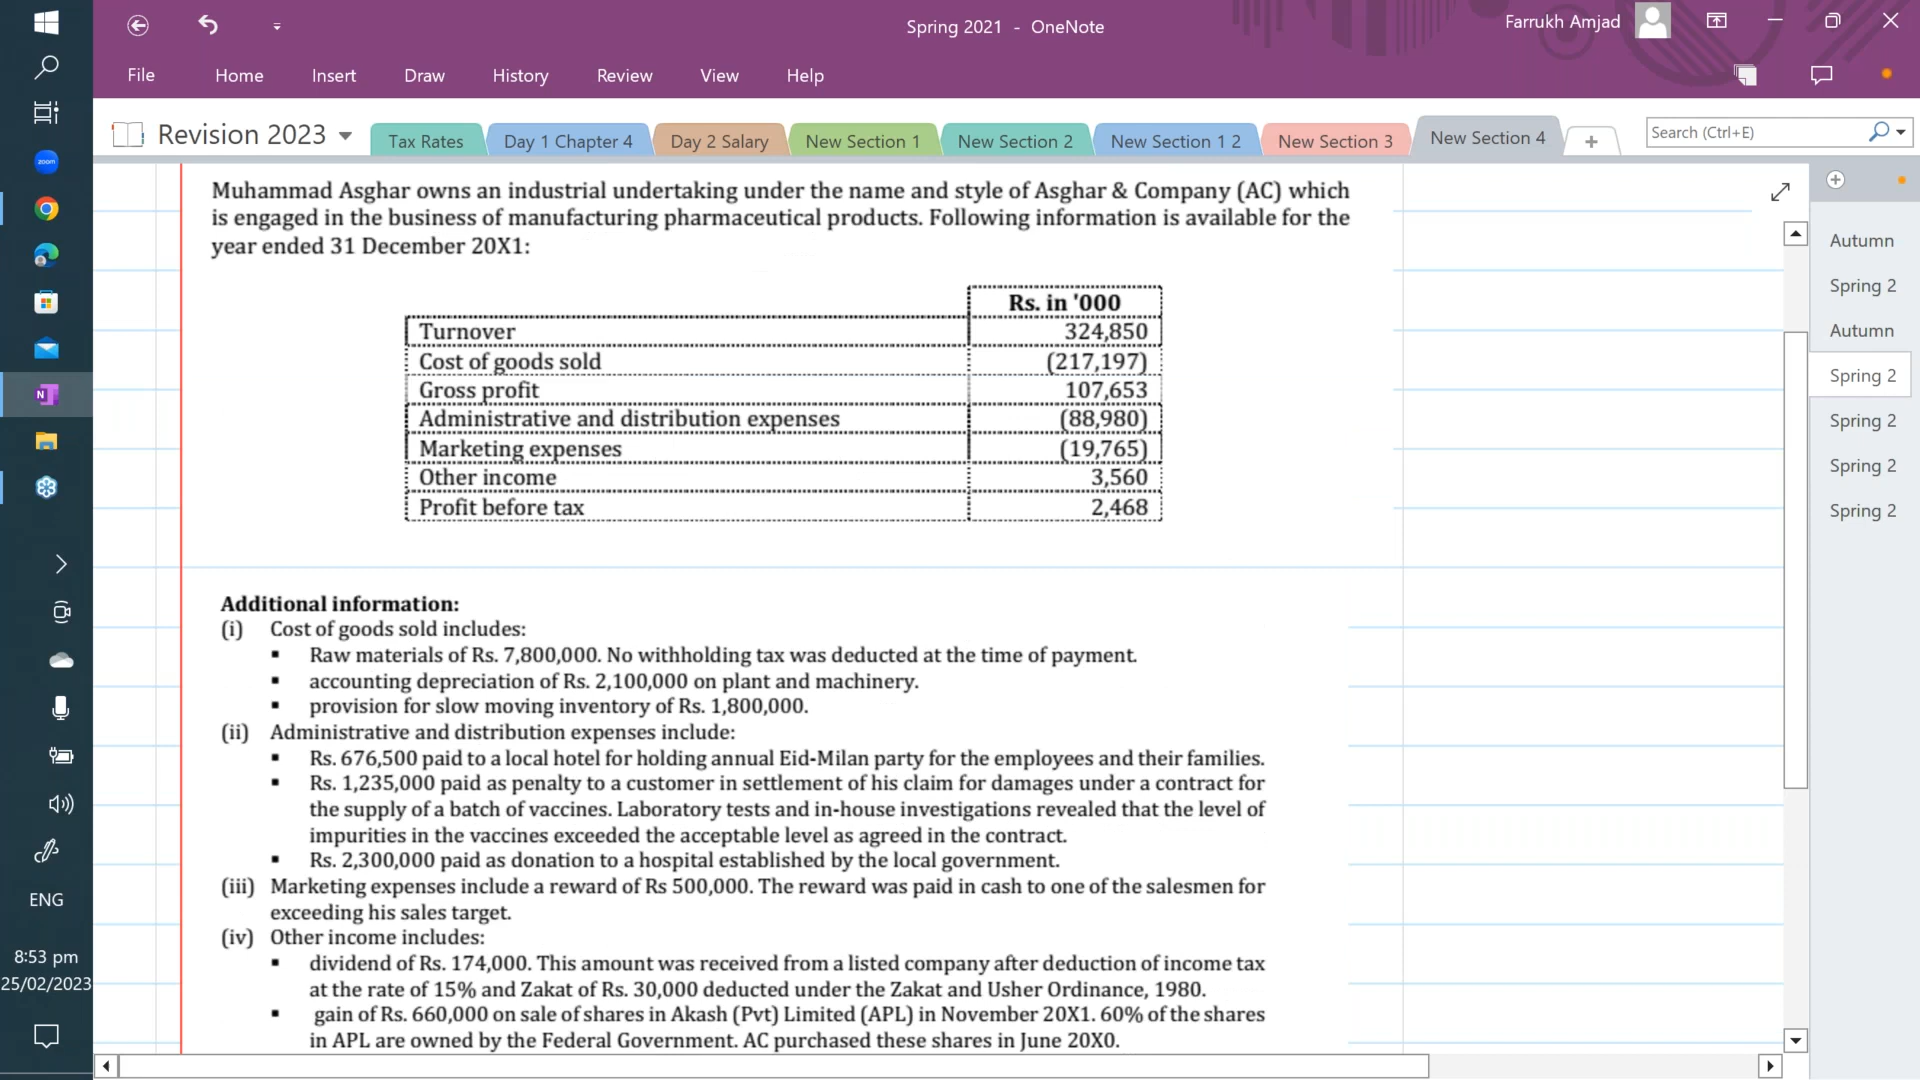 Spring 2021 - OneNote
Farrukh Amjad
File Home Insert Draw History Review View Help
Revision 2023
Tax Rates
Day 1 Chapter 4
Day 2 Salary
New Section 1
New Section 2
New Section 1 2
New Section 3
New Section 4
Search (Ctrl+E)
Muhammad Asghar owns an industrial undertaking under the name and style of Asghar & Company (AC) which
is engaged in the business of manufacturing pharmaceutical products. Following information is available for the
year ended 31 December 20X1:
Rs. in '000
Turnover 324,850
Cost of goods sold (217,197)
Gross profit 107,653
Administrative and distribution expenses (88,980)
Marketing expenses (19,765)
Other income 3,560
Profit before tax 2,468
Additional information:
(i) Cost of goods sold includes:
▪ Raw materials of Rs. 7,800,000. No withholding tax was deducted at the time of payment.
▪ accounting depreciation of Rs. 2,100,000 on plant and machinery.
▪ provision for slow moving inventory of Rs. 1,800,000.
(ii) Administrative and distribution expenses include:
▪ Rs. 676,500 paid to a local hotel for holding annual Eid-Milan party for the employees and their families.
▪ Rs. 1,235,000 paid as penalty to a customer in settlement of his claim for damages under a contract for
the supply of a batch of vaccines. Laboratory tests and in-house investigations revealed that the level of
impurities in the vaccines exceeded the acceptable level as agreed in the contract.
▪ Rs. 2,300,000 paid as donation to a hospital established by the local government.
(iii) Marketing expenses include a reward of Rs 500,000. The reward was paid in cash to one of the salesmen for
exceeding his sales target.
(iv) Other income includes:
▪ dividend of Rs. 174,000. This amount was received from a listed company after deduction of income tax
at the rate of 15% and Zakat of Rs. 30,000 deducted under the Zakat and Usher Ordinance, 1980.
▪ gain of Rs. 660,000 on sale of shares in Akash (Pvt) Limited (APL) in November 20X1. 60% of the shares
in APL are owned by the Federal Government. AC purchased these shares in June 20X0.
Autumn
Spring 2
Autumn
Spring 2
Spring 2
Spring 2
Spring 2
zoom
N
ENG
8:53 pm
25/02/2023